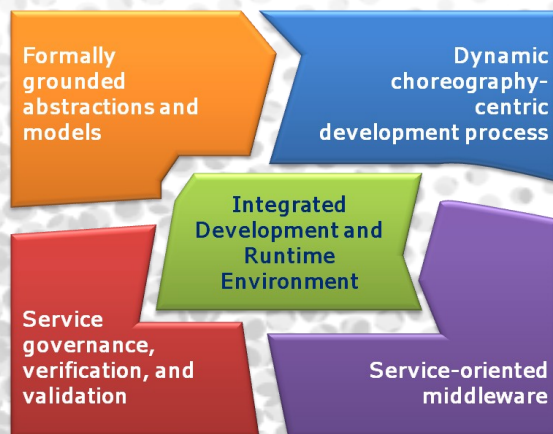 Formally
grounded
abstractions and
models
Dynamic
choreography-
centric
development process
Integrated
Development and
Runtime
Environment
Service
governance,
verification, and
validation
Service-oriented
middleware